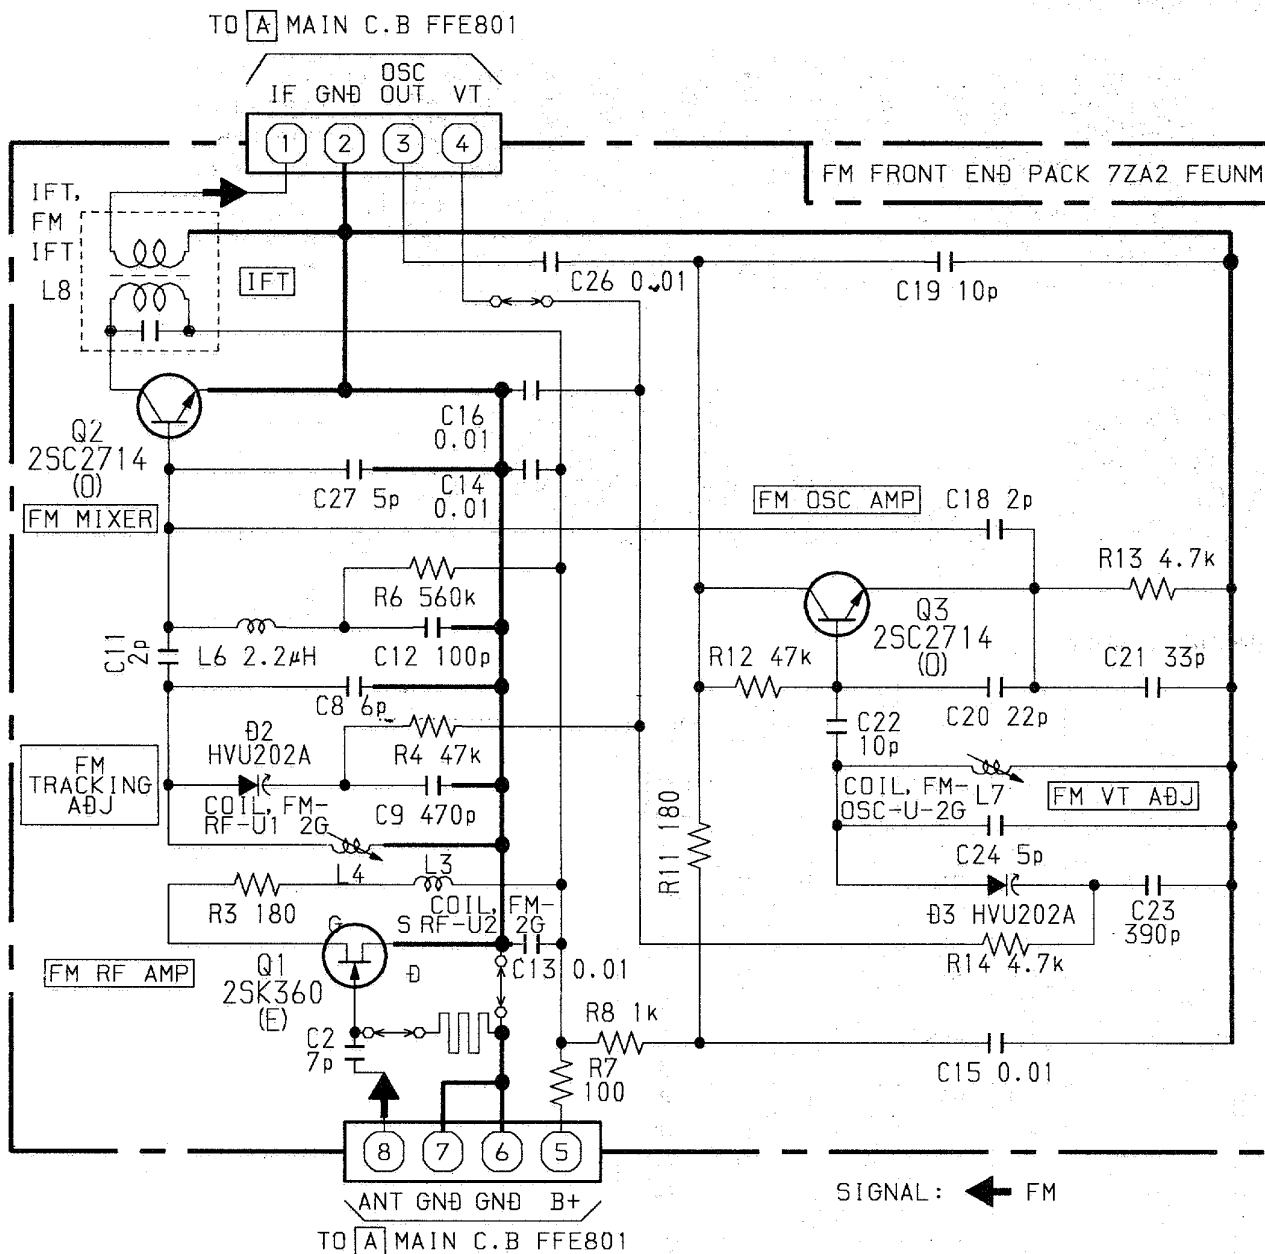 TO A MAIN C.B FFE801
IF GND OSC OUT VT
1 2 3 4
FM FRONT END PACK 7ZA2 FEUNM
IFT,
FM
IFT
L8
IFT
C26 0.01
C19 10p
Q2
2SC2714
(O)
FM MIXER
C16
0.01
C27 5p
C14
0.01
FM OSC AMP
C18 2p
R13 4.7k
R6 560k
Q3
2SC2714
(O)
C11
2p
L6 2.2μH
C12 100p
R12 47k
C21 33p
C8 6p
C20 22p
C22
10p
D2
HVU202A
R4 47k
FM
TRACKING
ADJ
COIL, FM-
RF-U1 2G
C9 470p
COIL, FM-
OSC-U-2G
L7
FM VT ADJ
R11 180
L4
L3
C24 5p
R3 180
COIL, FM-
RF-U2 2G
D3 HVU202A
C23
390p
G
S
D
FM RF AMP
Q1
2SK360
(E)
C13 0.01
R14 4.7k
C2
7p
R8 1k
R7
100
C15 0.01
8 7 6 5
ANT GND GND B+
SIGNAL: FM
TO A MAIN C.B FFE801